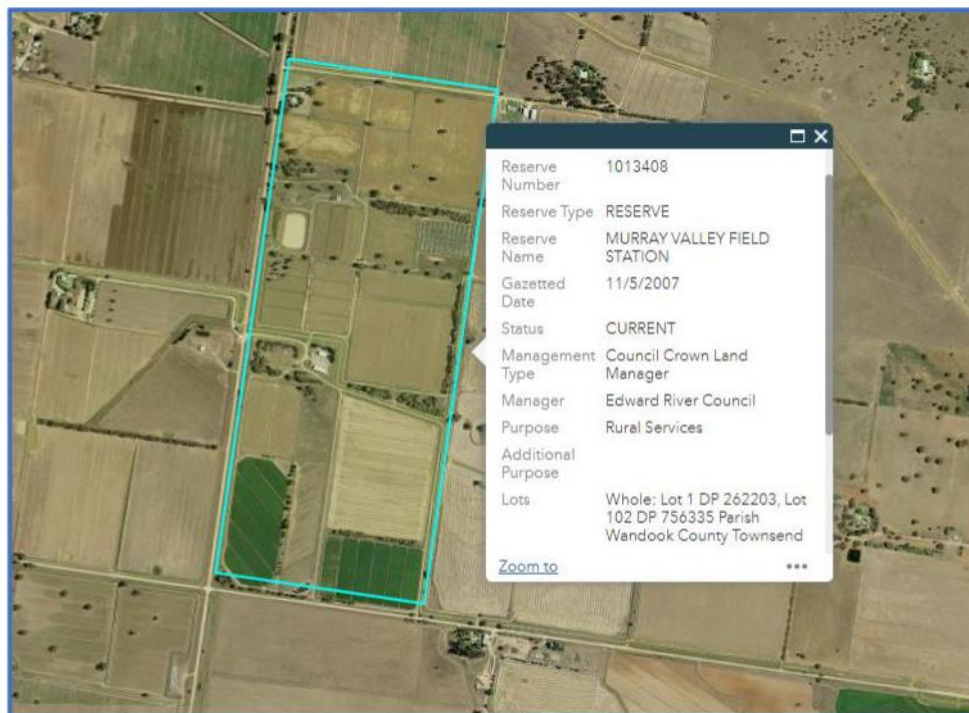 Reserve Number 1013408
Reserve Type RESERVE
Reserve Name MURRAY VALLEY FIELD STATION
Gazetted Date 11/5/2007
Status CURRENT
Management Type Council Crown Land Manager
Manager Edward River Council
Purpose Rural Services
Additional Purpose
Lots Whole: Lot 1 DP 262203, Lot 102 DP 756335 Parish Wandook County Townsend
Zoom to